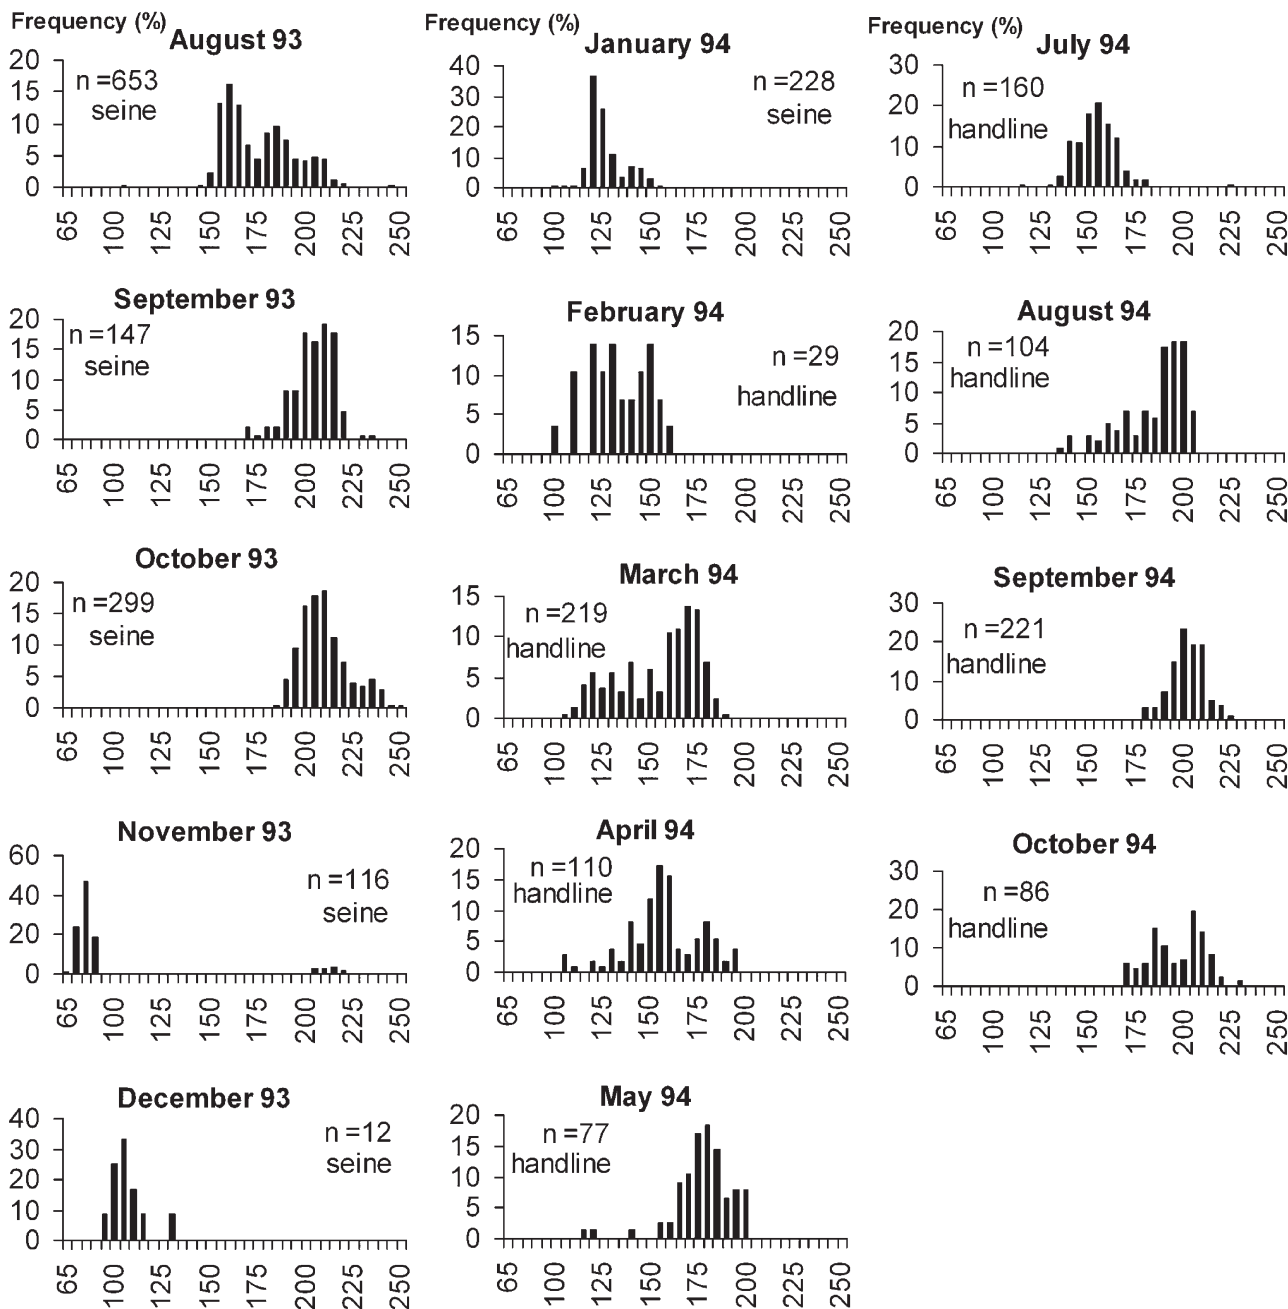 Frequency (%)
August 93
n =653
seine
20
15
10
5
0
65 100 125 150 175 200 225 250
September 93
n =147
seine
20
15
10
5
0
65 100 125 150 175 200 225 250
October 93
n =299
seine
20
15
10
5
0
65 100 125 150 175 200 225 250
November 93
n =116
seine
60
40
20
0
65 100 125 150 175 200 225 250
December 93
n =12
seine
40
30
20
10
0
65 100 125 150 175 200 225 250
Frequency (%)
January 94
n =228
seine
40
30
20
10
0
65 100 125 150 175 200 225 250
February 94
n =29
handline
15
10
5
0
65 100 125 150 175 200 225 250
March 94
n =219
handline
15
10
5
0
65 100 125 150 175 200 225 250
April 94
n =110
handline
20
15
10
5
0
65 100 125 150 175 200 225 250
May 94
n =77
handline
20
15
10
5
0
65 100 125 150 175 200 225 250
Frequency (%)
July 94
n =160
handline
30
20
10
0
65 100 125 150 175 200 225 250
August 94
n =104
handline
20
15
10
5
0
65 100 125 150 175 200 225 250
September 94
n =221
handline
30
20
10
0
65 100 125 150 175 200 225 250
October 94
n =86
handline
30
20
10
0
65 100 125 150 175 200 225 250